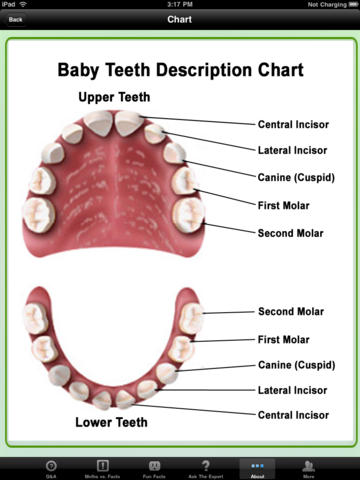 iPad 3:17 PM Not Charging
Back Chart
Baby Teeth Description Chart
Upper Teeth
Central Incisor
Lateral Incisor
Canine (Cuspid)
First Molar
Second Molar
Second Molar
First Molar
Canine (Cuspid)
Lateral Incisor
Central Incisor
Lower Teeth
Q&A Myths vs. Facts Fun Facts Ask The Expert About More